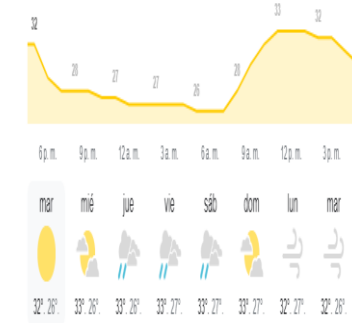 33
32 32
28 28
27 27
26
6 p. m. 9 p. m. 12 a. m. 3 a. m. 6 a. m. 9 a. m. 12 p. m. 3 p. m.
mar mié jue vie sáb dom lun mar
32° 26° 33° 26° 33° 26° 33° 27° 33° 27° 33° 27° 32° 27° 32° 26°